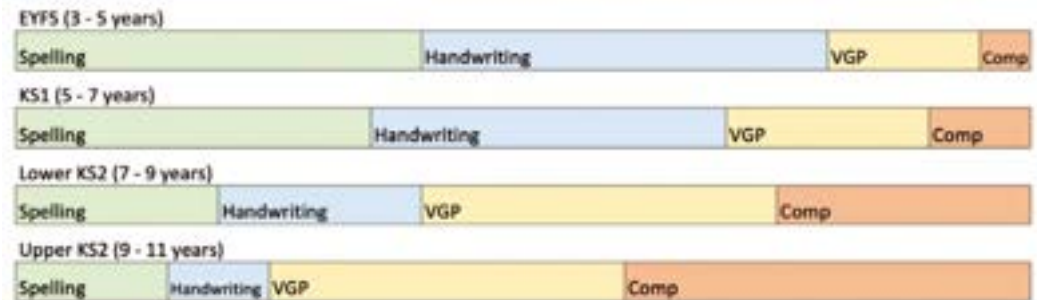 EYFS (3 - 5 years)
Spelling Handwriting VGP Comp
KS1 (5 - 7 years)
Spelling Handwriting VGP Comp
Lower KS2 (7 - 9 years)
Spelling Handwriting VGP Comp
Upper KS2 (9 - 11 years)
Spelling Handwriting VGP Comp